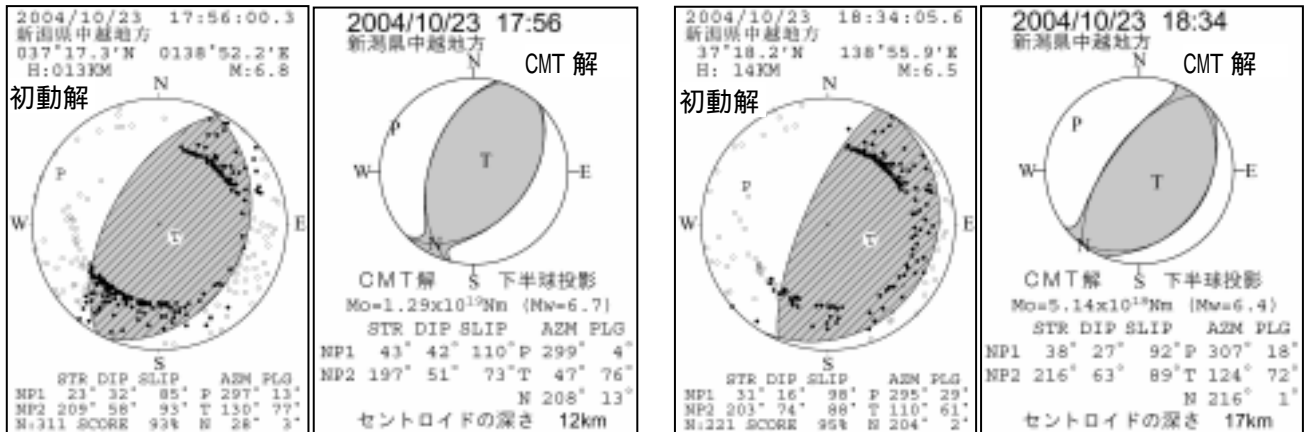 2004/10/23 17:56:00.3
新潟県中越地方
037°17.3'N 0138°52.2'E
H:013KM M:6.8
初動解
N
P
W
E
T
S
STR DIP SLIP AZM PLG
NP1 23° 32° 85° P 297° 13°
NP2 209° 58° 93° T 130° 77°
N:311 SCORE 93% N 28° 3°
2004/10/23 17:56
新潟県中越地方
CMT 解
N
P
T
W
E
N
CMT解 S 下半球投影
Mo=1.29x10¹⁹Nm (Mw=6.7)
STR DIP SLIP AZM PLG
NP1 43° 42° 110° P 299° 4°
NP2 197° 51° 73° T 47° 76°
N 208° 13°
セントロイドの深さ 12km
2004/10/23 18:34:05.6
新潟県中越地方
37°18.2'N 138°55.9'E
H: 14KM M:6.5
初動解
N
P
W
E
T
S
STR DIP SLIP AZM PLG
NP1 31° 16° 98° P 295° 29°
NP2 203° 74° 88° T 110° 61°
N:221 SCORE 95% N 204° 2°
2004/10/23 18:34
新潟県中越地方
CMT 解
N
P
W
E
T
N
CMT解 S 下半球投影
Mo=5.14x10¹⁸Nm (Mw=6.4)
STR DIP SLIP AZM PLG
NP1 38° 27° 92° P 307° 18°
NP2 216° 63° 89° T 124° 72°
N 216° 1°
セントロイドの深さ 17km